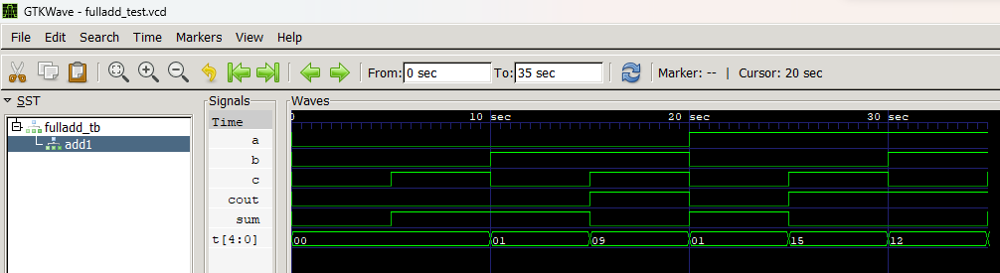 GTKWave - fulladd_test.vcd
File Edit Search Time Markers View Help
From: 0 sec To: 35 sec Marker: -- | Cursor: 20 sec
SST
Signals
Waves
fulladd_tb
add1
Time
0 10 sec 20 sec 30 sec
a
b
c
cout
sum
t[4:0]
00 01 09 01 15 12